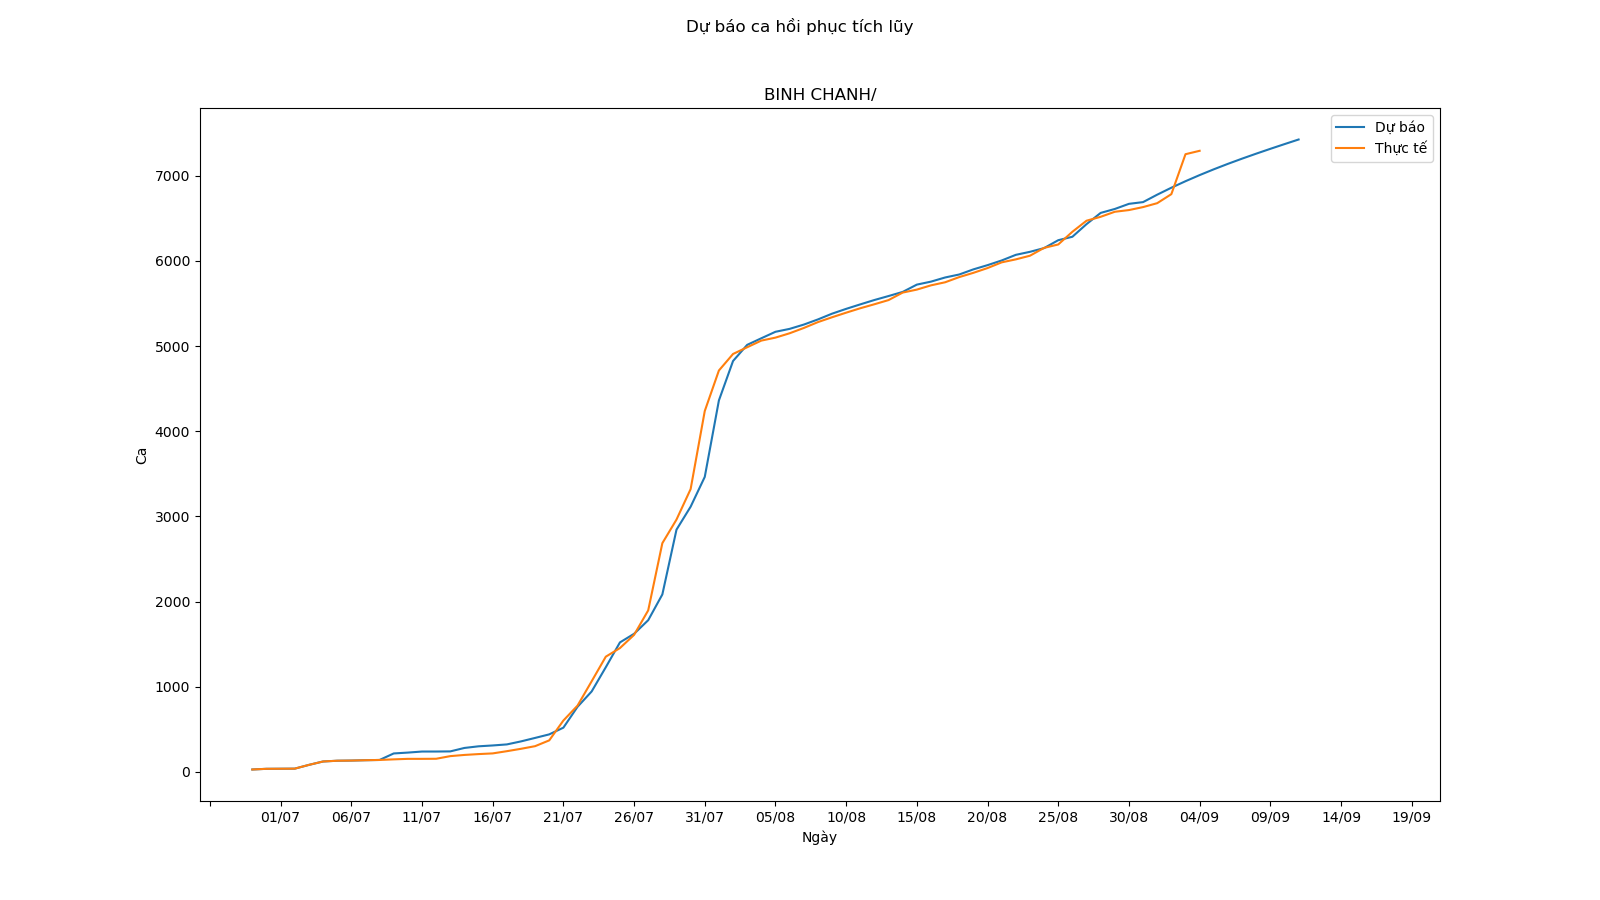 Dự báo ca hồi phục tích lũy
BINH CHANH/
Dự báo
Thực tế
7000
6000
5000
4000
3000
2000
1000
0
Ca
01/07 06/07 11/07 16/07 21/07 26/07 31/07 05/08 10/08 15/08 20/08 25/08 30/08 04/09 09/09 14/09 19/09
Ngày